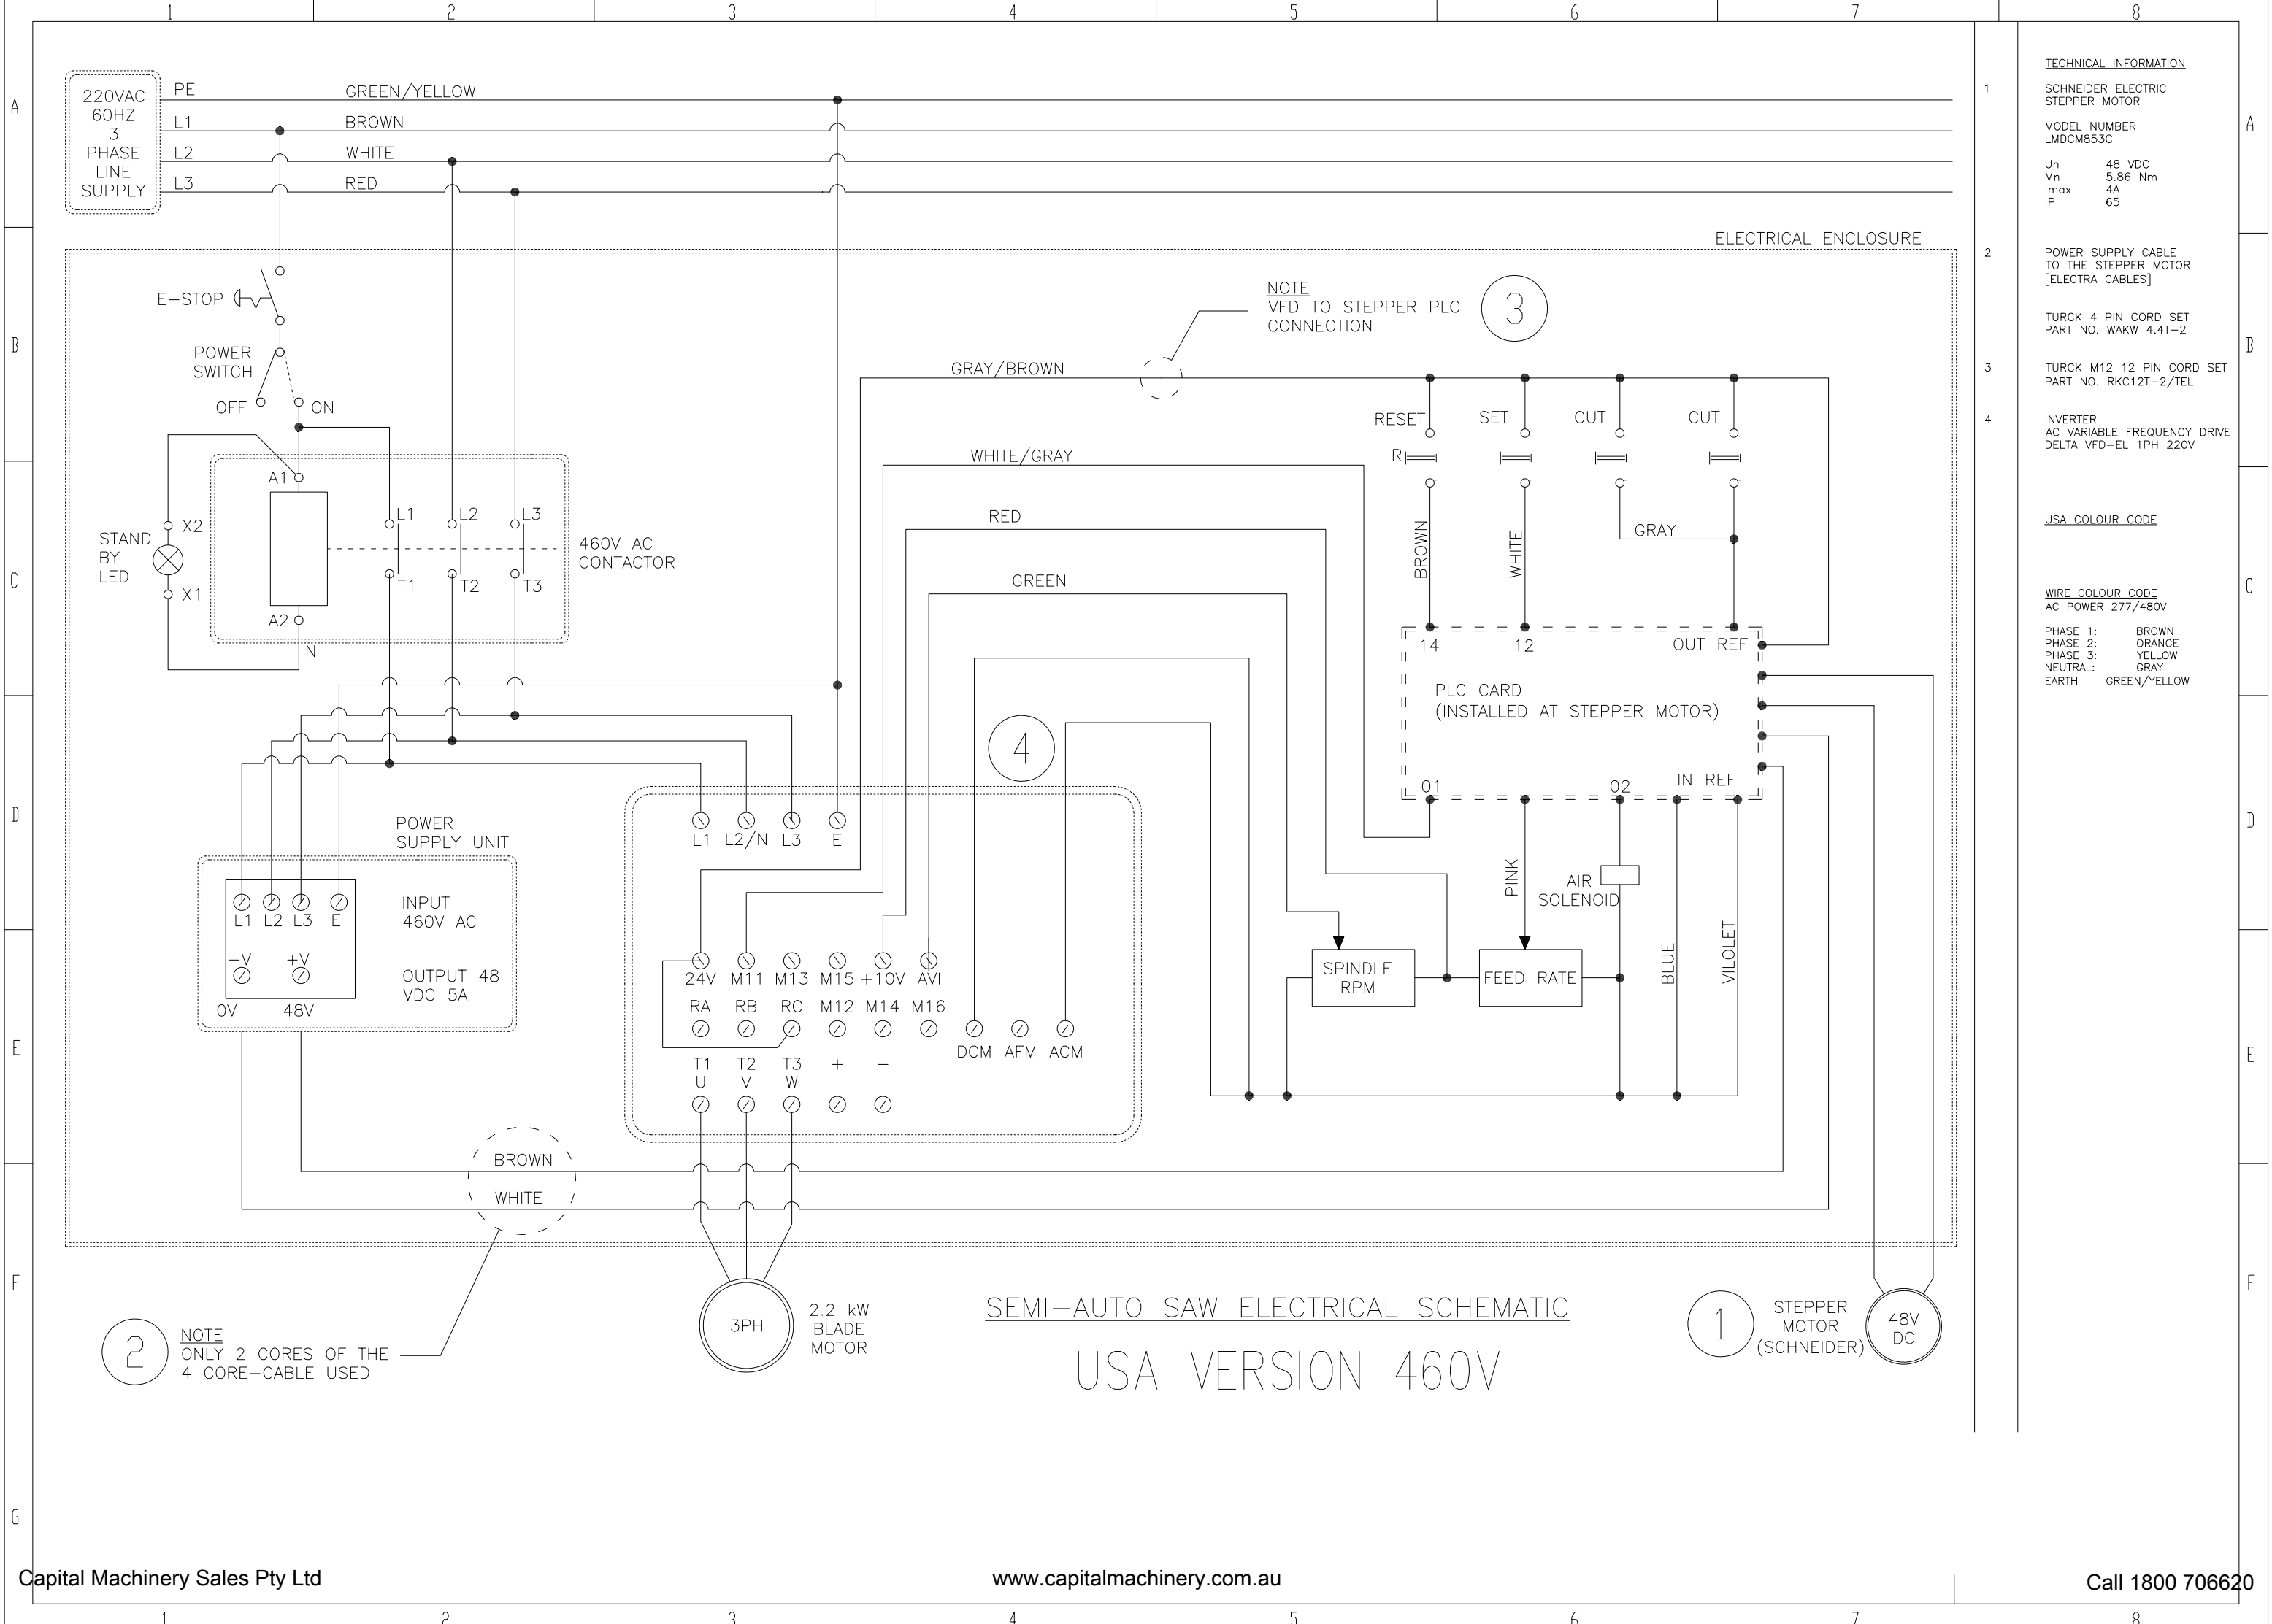 1 2 3 4 5 6 7 8
A
B
C
D
E
F
G
A
B
C
D
E
F
220VAC
60HZ
3
PHASE
LINE
SUPPLY
PE GREEN/YELLOW
L1 BROWN
L2 WHITE
L3 RED
ELECTRICAL ENCLOSURE
E-STOP
POWER
SWITCH
OFF ON
A1
X2
STAND
BY
LED
X1
A2
N
L1 L2 L3
T1 T2 T3
460V AC
CONTACTOR
NOTE
VFD TO STEPPER PLC
CONNECTION
3
GRAY/BROWN
WHITE/GRAY
RED
GREEN
RESET SET CUT CUT
R
BROWN
WHITE
GRAY
14 12 OUT REF
PLC CARD
(INSTALLED AT STEPPER MOTOR)
01 02 IN REF
PINK
AIR
SOLENOID
BLUE
VILOLET
SPINDLE
RPM
FEED RATE
4
L1 L2/N L3 E
24V M11 M13 M15 +10V AVI
RA RB RC M12 M14 M16
DCM AFM ACM
T1 T2 T3 + -
U V W
POWER
SUPPLY UNIT
L1 L2 L3 E
INPUT
460V AC
-V +V
OUTPUT 48
VDC 5A
0V 48V
BROWN
WHITE
2
NOTE
ONLY 2 CORES OF THE
4 CORE-CABLE USED
3PH
2.2 kW
BLADE
MOTOR
SEMI-AUTO SAW ELECTRICAL SCHEMATIC
USA VERSION 460V
1
STEPPER
MOTOR
(SCHNEIDER)
48V
DC
TECHNICAL INFORMATION
1 SCHNEIDER ELECTRIC
STEPPER MOTOR
MODEL NUMBER
LMDCM853C
Un 48 VDC
Mn 5.86 Nm
Imax 4A
IP 65
2 POWER SUPPLY CABLE
TO THE STEPPER MOTOR
[ELECTRA CABLES]
TURCK 4 PIN CORD SET
PART NO. WAKW 4.4T-2
3 TURCK M12 12 PIN CORD SET
PART NO. RKC12T-2/TEL
4 INVERTER
AC VARIABLE FREQUENCY DRIVE
DELTA VFD-EL 1PH 220V
USA COLOUR CODE
WIRE COLOUR CODE
AC POWER 277/480V
PHASE 1: BROWN
PHASE 2: ORANGE
PHASE 3: YELLOW
NEUTRAL: GRAY
EARTH GREEN/YELLOW
Capital Machinery Sales Pty Ltd
www.capitalmachinery.com.au
Call 1800 706620
1 2 3 4 5 6 7 8